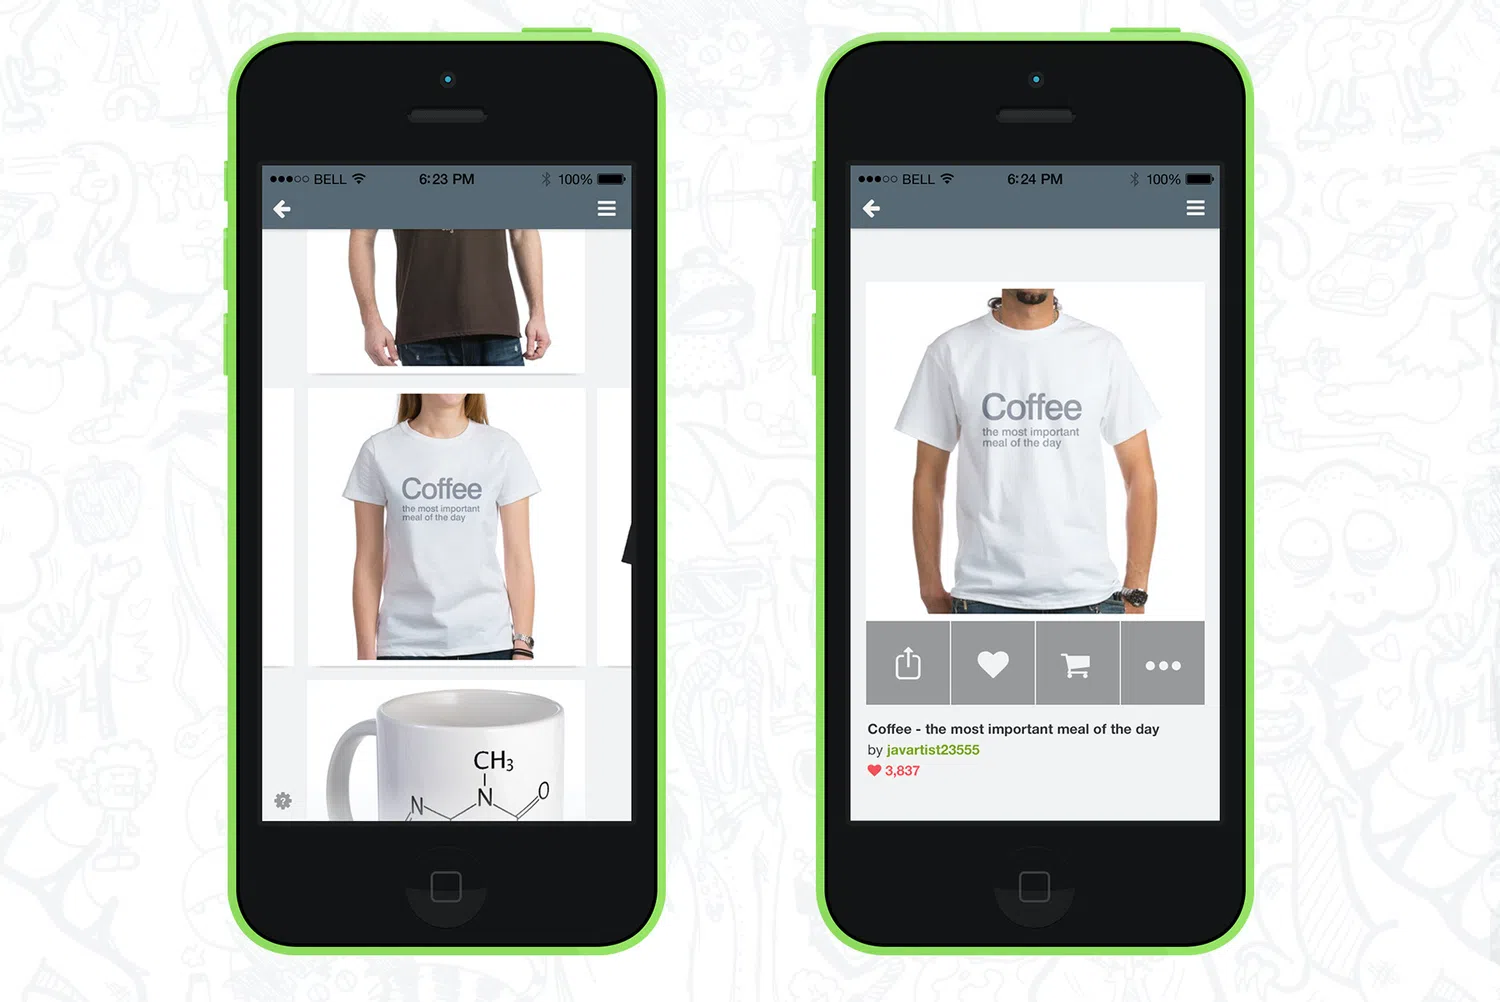 BELL
6:23 PM
100%
Coffee
the most important
meal of the day
CH3
N
N
O
BELL
6:24 PM
100%
Coffee
the most important
meal of the day
Coffee - the most important meal of the day
by javartist23555
3,837